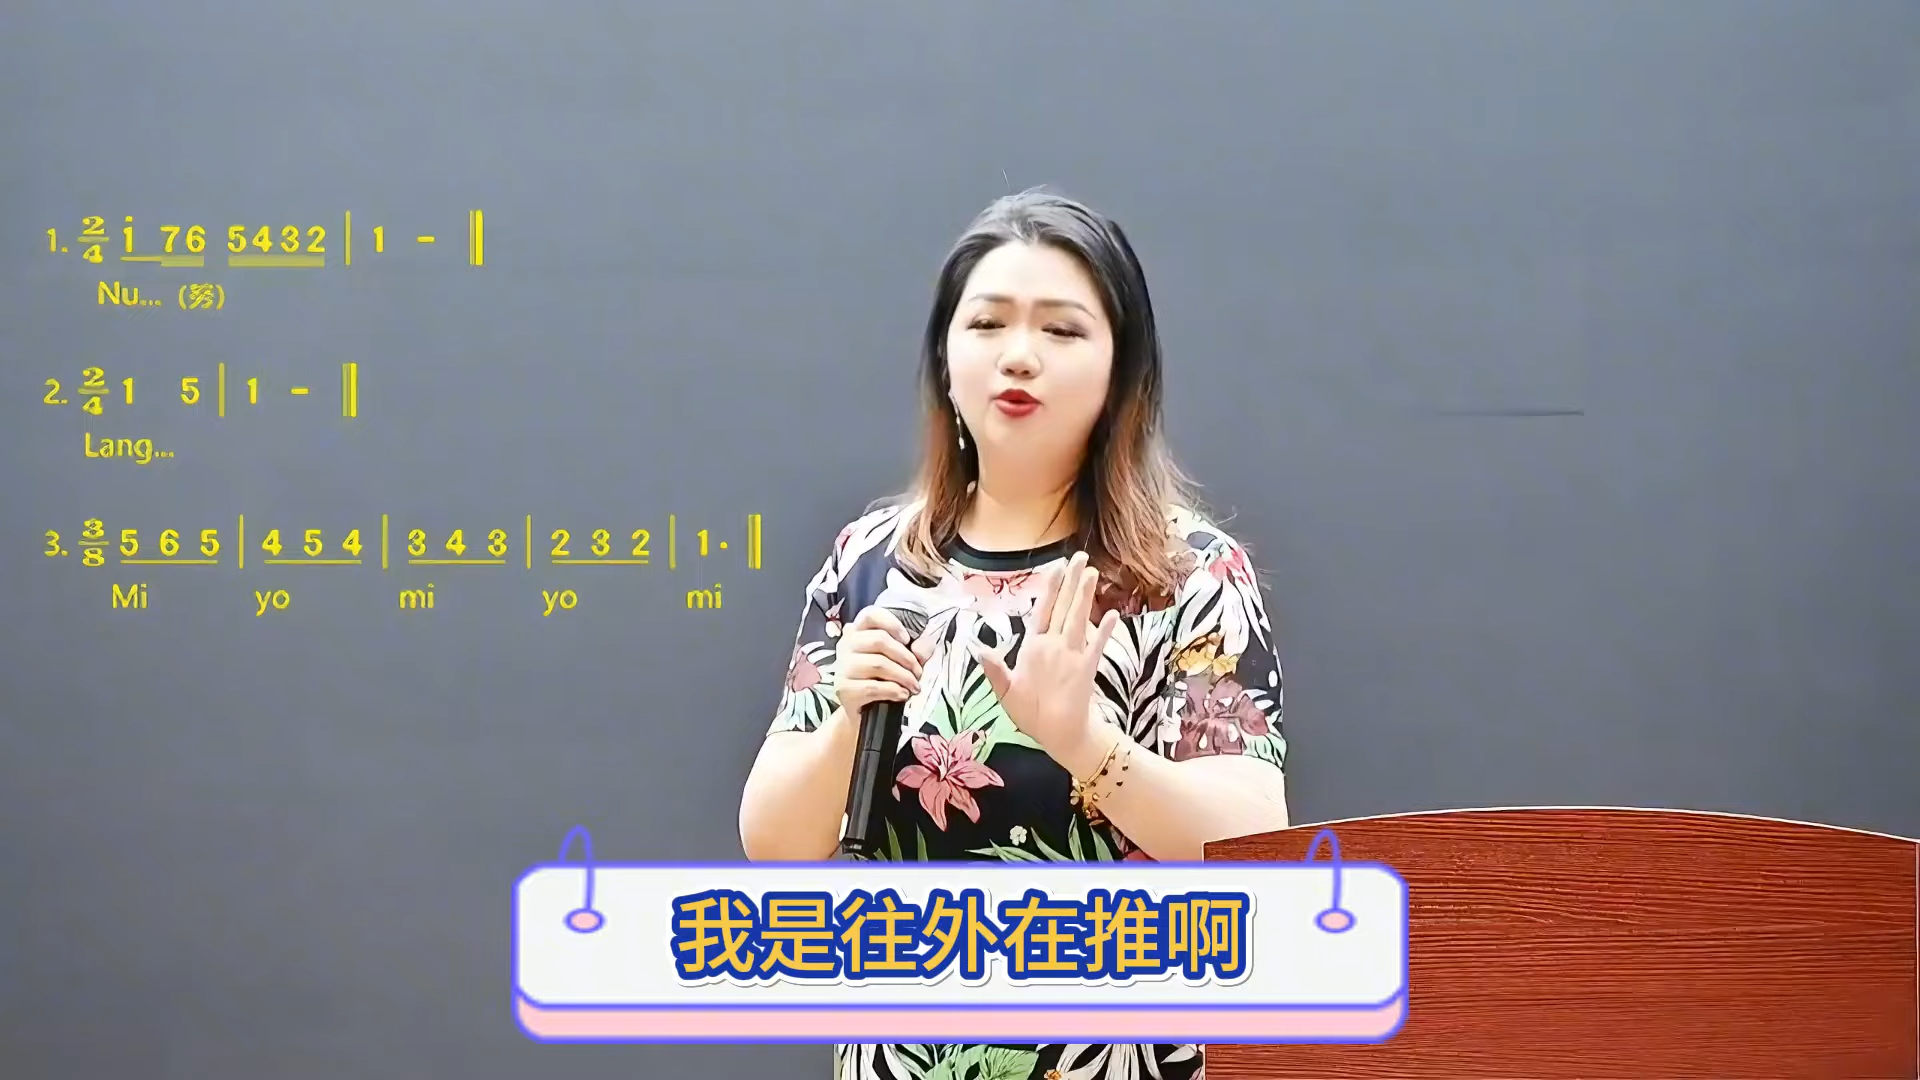 1. 2/4 i 76 5432 | 1 - ‖
Nu... (努)
2. 2/4 1 5 | 1 - ‖
Lang...
3. 3/8 5 6 5 | 4 5 4 | 3 4 3 | 2 3 2 | 1· ‖
Mi yo mi yo mi
我是往外在推啊